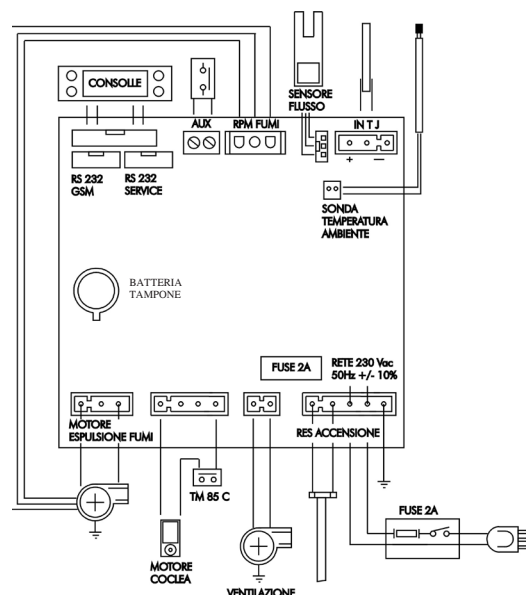 CONSOLLE
AUX
RPM FUMI
SENSORE
FLUSSO
IN T J
+ –
RS 232
GSM
RS 232
SERVICE
SONDA
TEMPERATURA
AMBIENTE
BATTERIA
TAMPONE
FUSE 2A
RETE 230 Vac
50Hz +/- 10%
MOTORE
ESPULSIONE FUMI
RES ACCENSIONE
TM 85 C
FUSE 2A
MOTORE
COCLEA
VENTILAZIONE